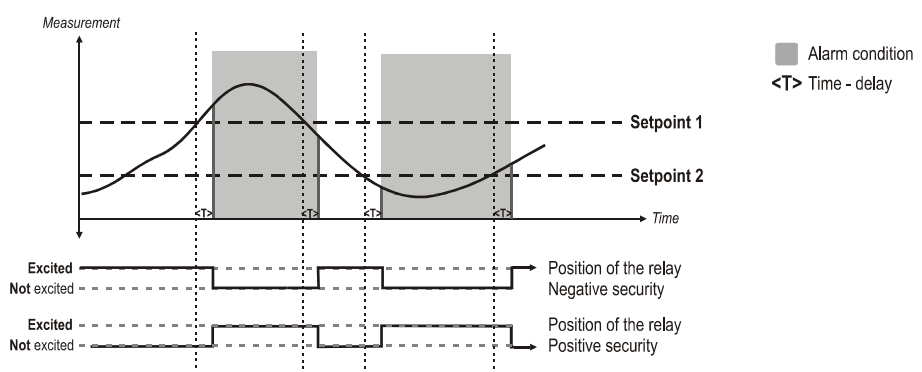 Measurement
Alarm condition
<T> Time - delay
Setpoint 1
Setpoint 2
<T> <T> <T> <T>
Time
Excited
Not excited
Position of the relay
Negative security
Excited
Not excited
Position of the relay
Positive security